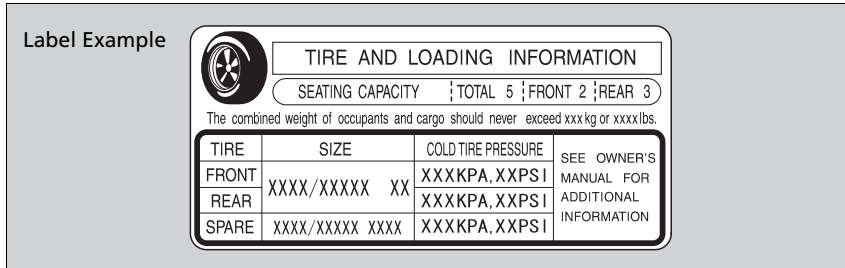 Label Example
TIRE AND LOADING INFORMATION
SEATING CAPACITY TOTAL 5 FRONT 2 REAR 3
The combined weight of occupants and cargo should never exceed xxx kg or xxxx lbs.
TIRE SIZE COLD TIRE PRESSURE
FRONT XXXX/XXXXX XX XXXKPA,XXPSI
REAR XXXKPA,XXPSI
SPARE XXXX/XXXXX XXXX XXXKPA,XXPSI
SEE OWNER'S
MANUAL FOR
ADDITIONAL
INFORMATION